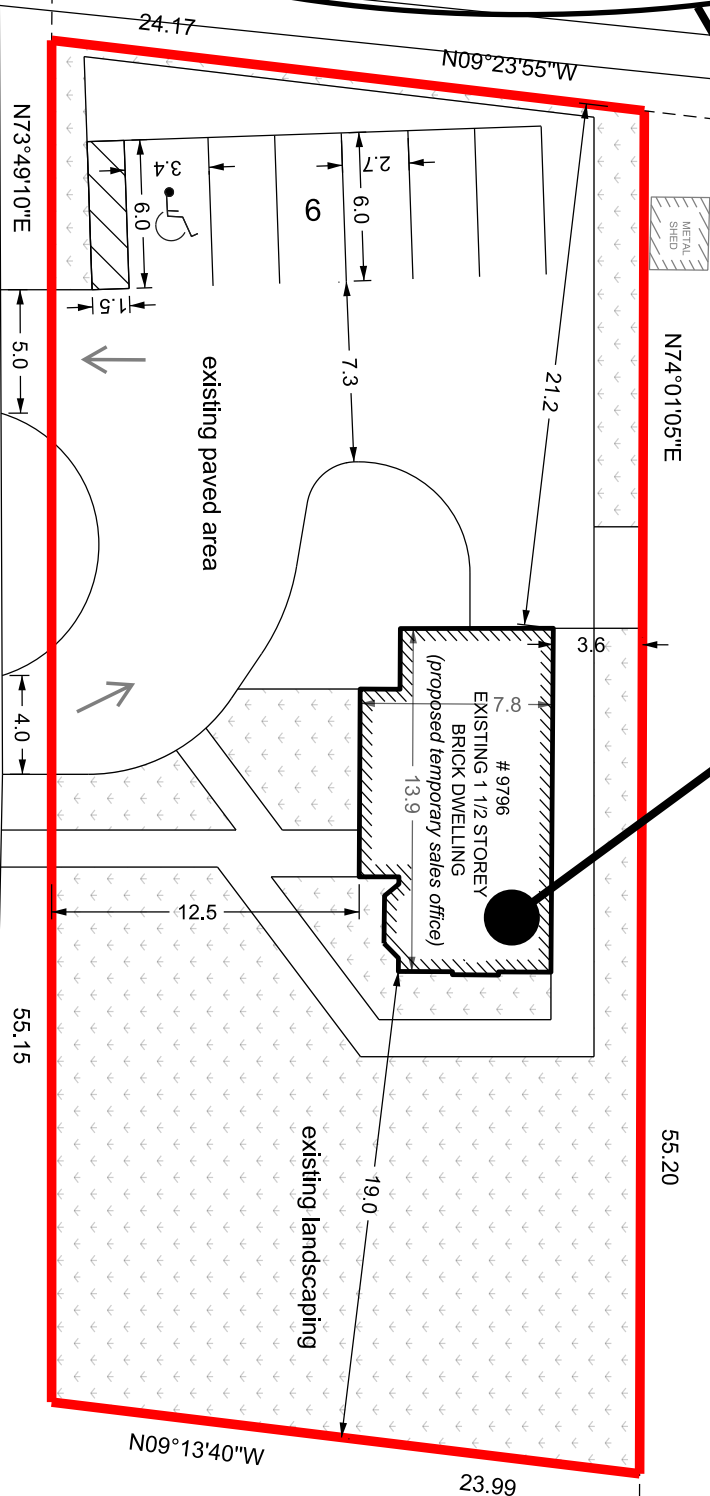 24.17
N09°23'55"W
N73°49'10"E
METAL
SHED
3.4
6.0
6
6.0
2.7
1.5
5.0
7.3
21.2
N74°01'05"E
existing paved area
4.0
3.6
7.8
13.9
# 9796
EXISTING 1 1/2 STOREY
BRICK DWELLING
(proposed temporary sales office)
12.5
55.15
55.20
19.0
existing landscaping
N09°13'40"W
23.99